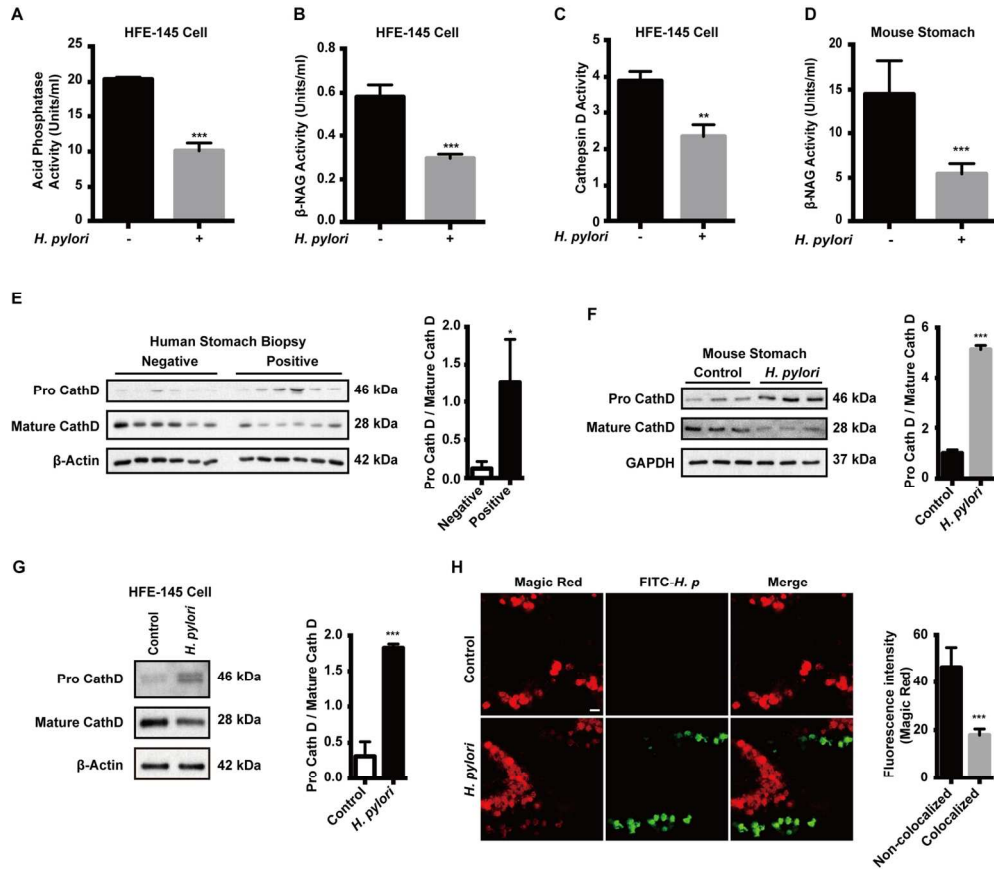 A
HFE-145 Cell
Acid Phosphatase
Activity (Units/ml)
25
20
15
10
5
0
***
H. pylori
-
+
B
HFE-145 Cell
β-NAG Activity (Units/ml)
0.8
0.6
0.4
0.2
0.0
***
H. pylori
-
+
C
HFE-145 Cell
Cathepsin D Activity
6
5
4
3
2
1
0
**
H. pylori
-
+
D
Mouse Stomach
β-NAG Activity (Units/ml)
20
15
10
5
0
***
H. pylori
-
+
E
Human Stomach Biopsy
Negative Positive
Pro CathD 46 kDa
Mature CathD 28 kDa
β-Actin 42 kDa
Pro Cath D / Mature Cath D
2.0
1.5
1.0
0.5
0.0
*
Negative
Positive
F
Mouse Stomach
Control H. pylori
Pro CathD 46 kDa
Mature CathD 28 kDa
GAPDH 37 kDa
Pro Cath D / Mature Cath D
6
4
2
0
***
Control
H. pylori
G
HFE-145 Cell
Control
H. pylori
Pro CathD 46 kDa
Mature CathD 28 kDa
β-Actin 42 kDa
Pro Cath D / Mature Cath D
2.0
1.5
1.0
0.5
0.0
***
Control
H. pylori
H
Magic Red FITC-H. p Merge
Control
H. pylori
Fluorescence intensity
(Magic Red)
60
40
20
0
***
Non-colocalized
Colocalized